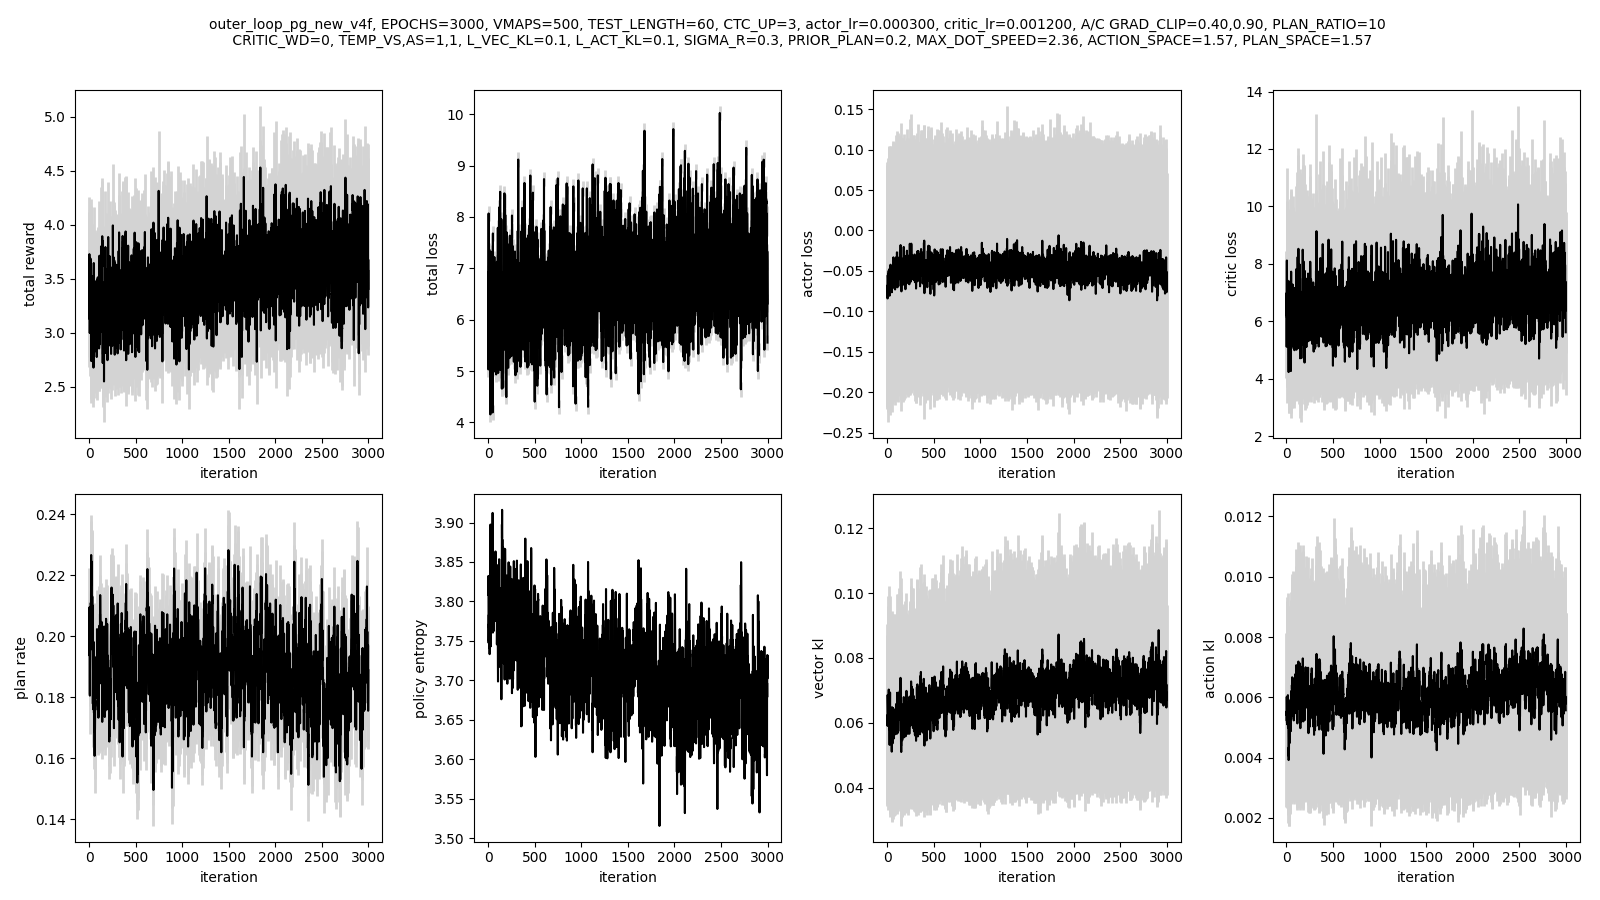 outer_loop_pg_new_v4f, EPOCHS=3000, VMAPS=500, TEST_LENGTH=60, CTC_UP=3, actor_lr=0.000300, critic_lr=0.001200, A/C GRAD_CLIP=0.40,0.90, PLAN_RATIO=10
CRITIC_WD=0, TEMP_VS,AS=1,1, L_VEC_KL=0.1, L_ACT_KL=0.1, SIGMA_R=0.3, PRIOR_PLAN=0.2, MAX_DOT_SPEED=2.36, ACTION_SPACE=1.57, PLAN_SPACE=1.57
total reward
5.0
4.5
4.0
3.5
3.0
2.5
0 500 1000 1500 2000 2500 3000
iteration
total loss
10
9
8
7
6
5
4
0 500 1000 1500 2000 2500 3000
iteration
actor loss
0.15
0.10
0.05
0.00
−0.05
−0.10
−0.15
−0.20
−0.25
0 500 1000 1500 2000 2500 3000
iteration
critic loss
14
12
10
8
6
4
2
0 500 1000 1500 2000 2500 3000
iteration
plan rate
0.24
0.22
0.20
0.18
0.16
0.14
0 500 1000 1500 2000 2500 3000
iteration
policy entropy
3.90
3.85
3.80
3.75
3.70
3.65
3.60
3.55
3.50
0 500 1000 1500 2000 2500 3000
iteration
vector kl
0.12
0.10
0.08
0.06
0.04
0 500 1000 1500 2000 2500 3000
iteration
action kl
0.012
0.010
0.008
0.006
0.004
0.002
0 500 1000 1500 2000 2500 3000
iteration